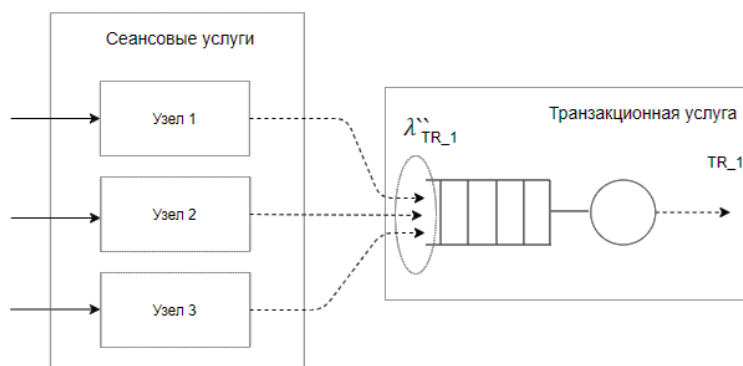 Сеансовые услуги
Узел 1
Узел 2
Узел 3
Транзакционная услуга
λ``TR_1
TR_1